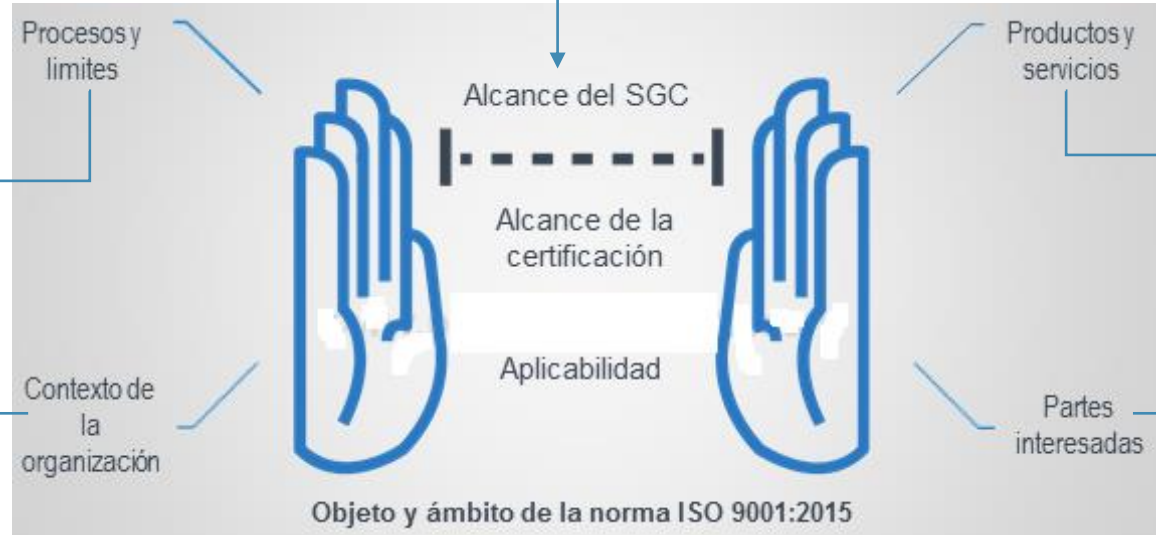 Procesos y
limites
Alcance del SGC
Productos y
servicios
Alcance de la
certificación
Aplicabilidad
Contexto de
la
organización
Partes
interesadas
Objeto y ámbito de la norma ISO 9001:2015